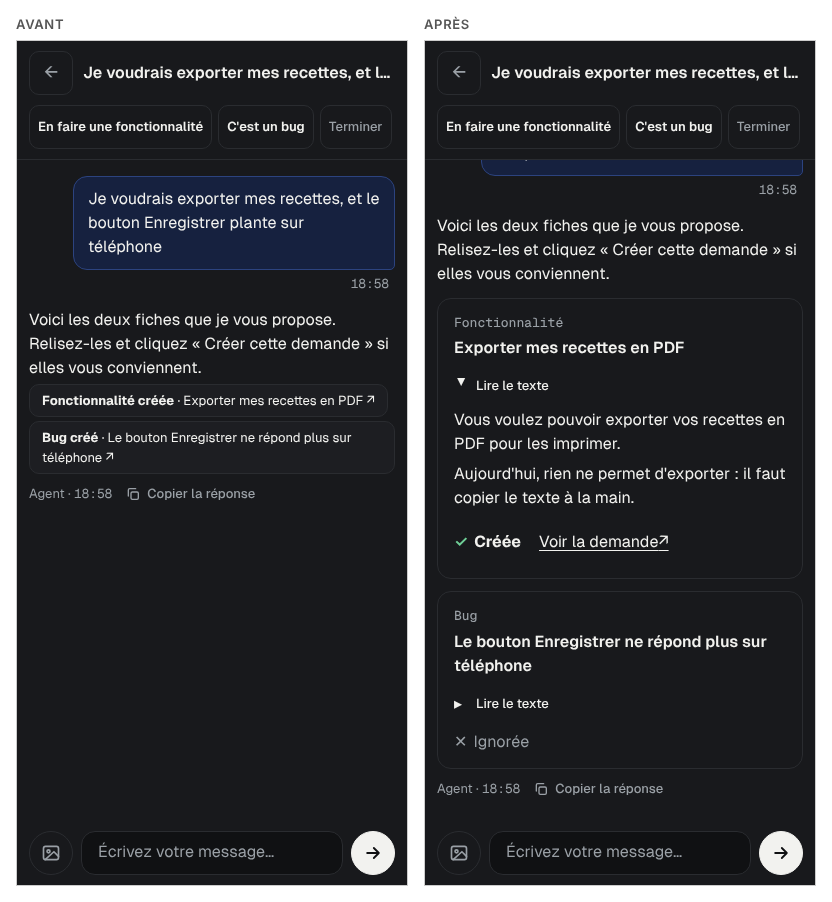 AVANT
Je voudrais exporter mes recettes, et l…
En faire une fonctionnalité
C'est un bug
Terminer
Je voudrais exporter mes recettes, et le
bouton Enregistrer plante sur
téléphone
18:58
Voici les deux fiches que je vous propose.
Relisez-les et cliquez « Créer cette demande » si
elles vous conviennent.
Fonctionnalité créée · Exporter mes recettes en PDF ↗
Bug créé · Le bouton Enregistrer ne répond plus sur
téléphone ↗
Agent · 18:58 Copier la réponse
Écrivez votre message…
APRÈS
Je voudrais exporter mes recettes, et l…
En faire une fonctionnalité
C'est un bug
Terminer
18:58
Voici les deux fiches que je vous propose.
Relisez-les et cliquez « Créer cette demande » si
elles vous conviennent.
Fonctionnalité
Exporter mes recettes en PDF
▼ Lire le texte
Vous voulez pouvoir exporter vos recettes en
PDF pour les imprimer.
Aujourd'hui, rien ne permet d'exporter : il faut
copier le texte à la main.
✓ Créée Voir la demande↗
Bug
Le bouton Enregistrer ne répond plus sur
téléphone
▶ Lire le texte
✕ Ignorée
Agent · 18:58 Copier la réponse
Écrivez votre message…